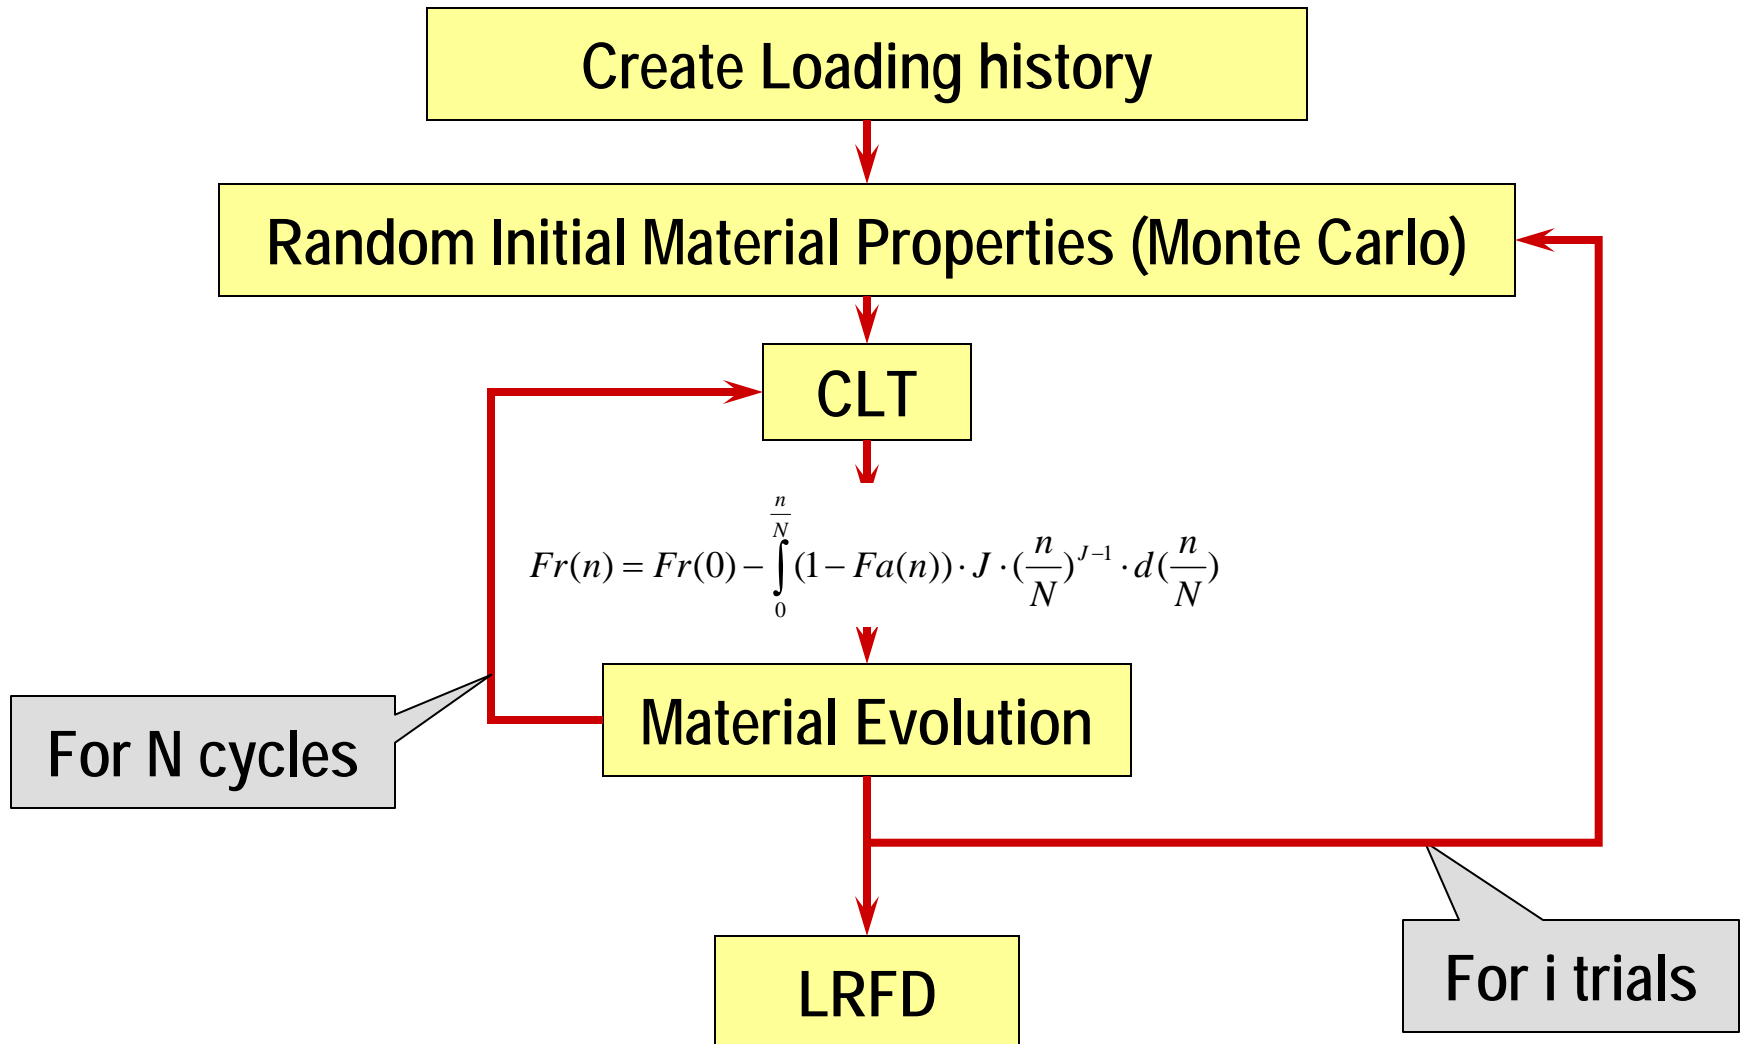 Create Loading history
Random Initial Material Properties (Monte Carlo)
CLT
Fr(n) = Fr(0) − ∫₀^{n/N} (1 − Fa(n)) · J · (n/N)^{J−1} · d(n/N)
Material Evolution
For N cycles
LRFD
For i trials